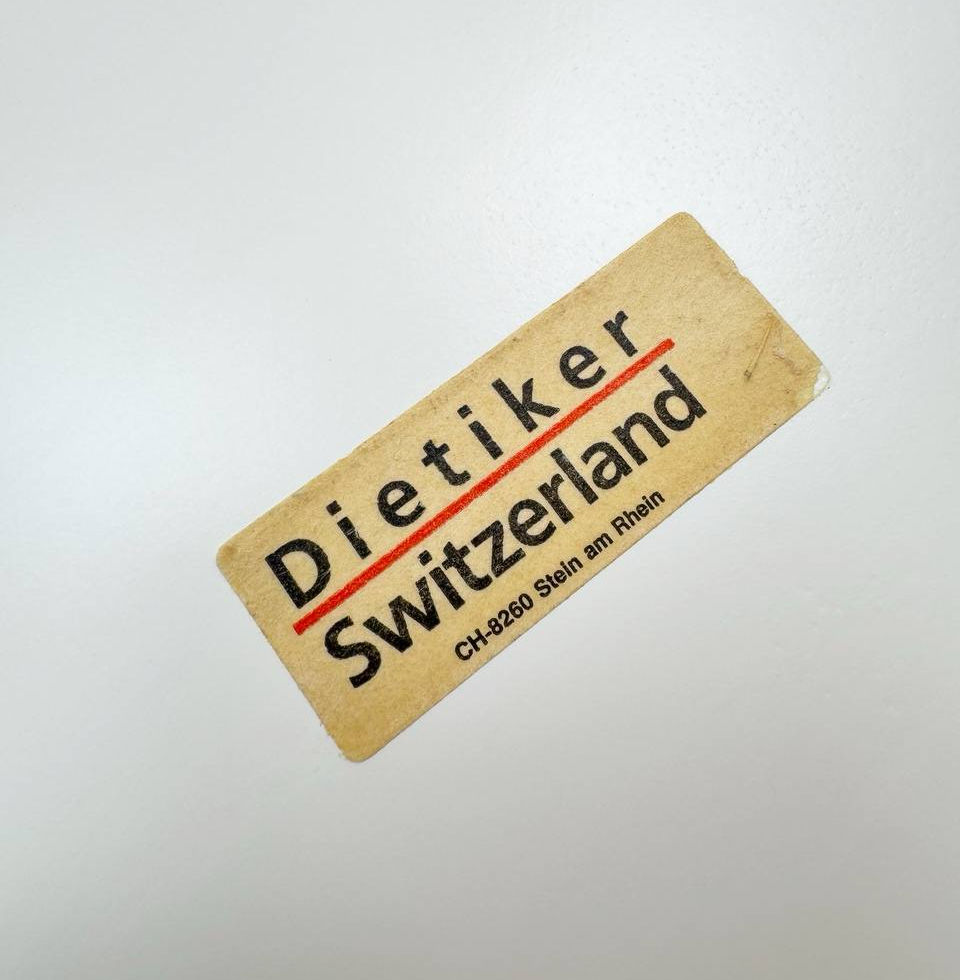 Dietiker
Switzerland
CH-8260 Stein am Rhein